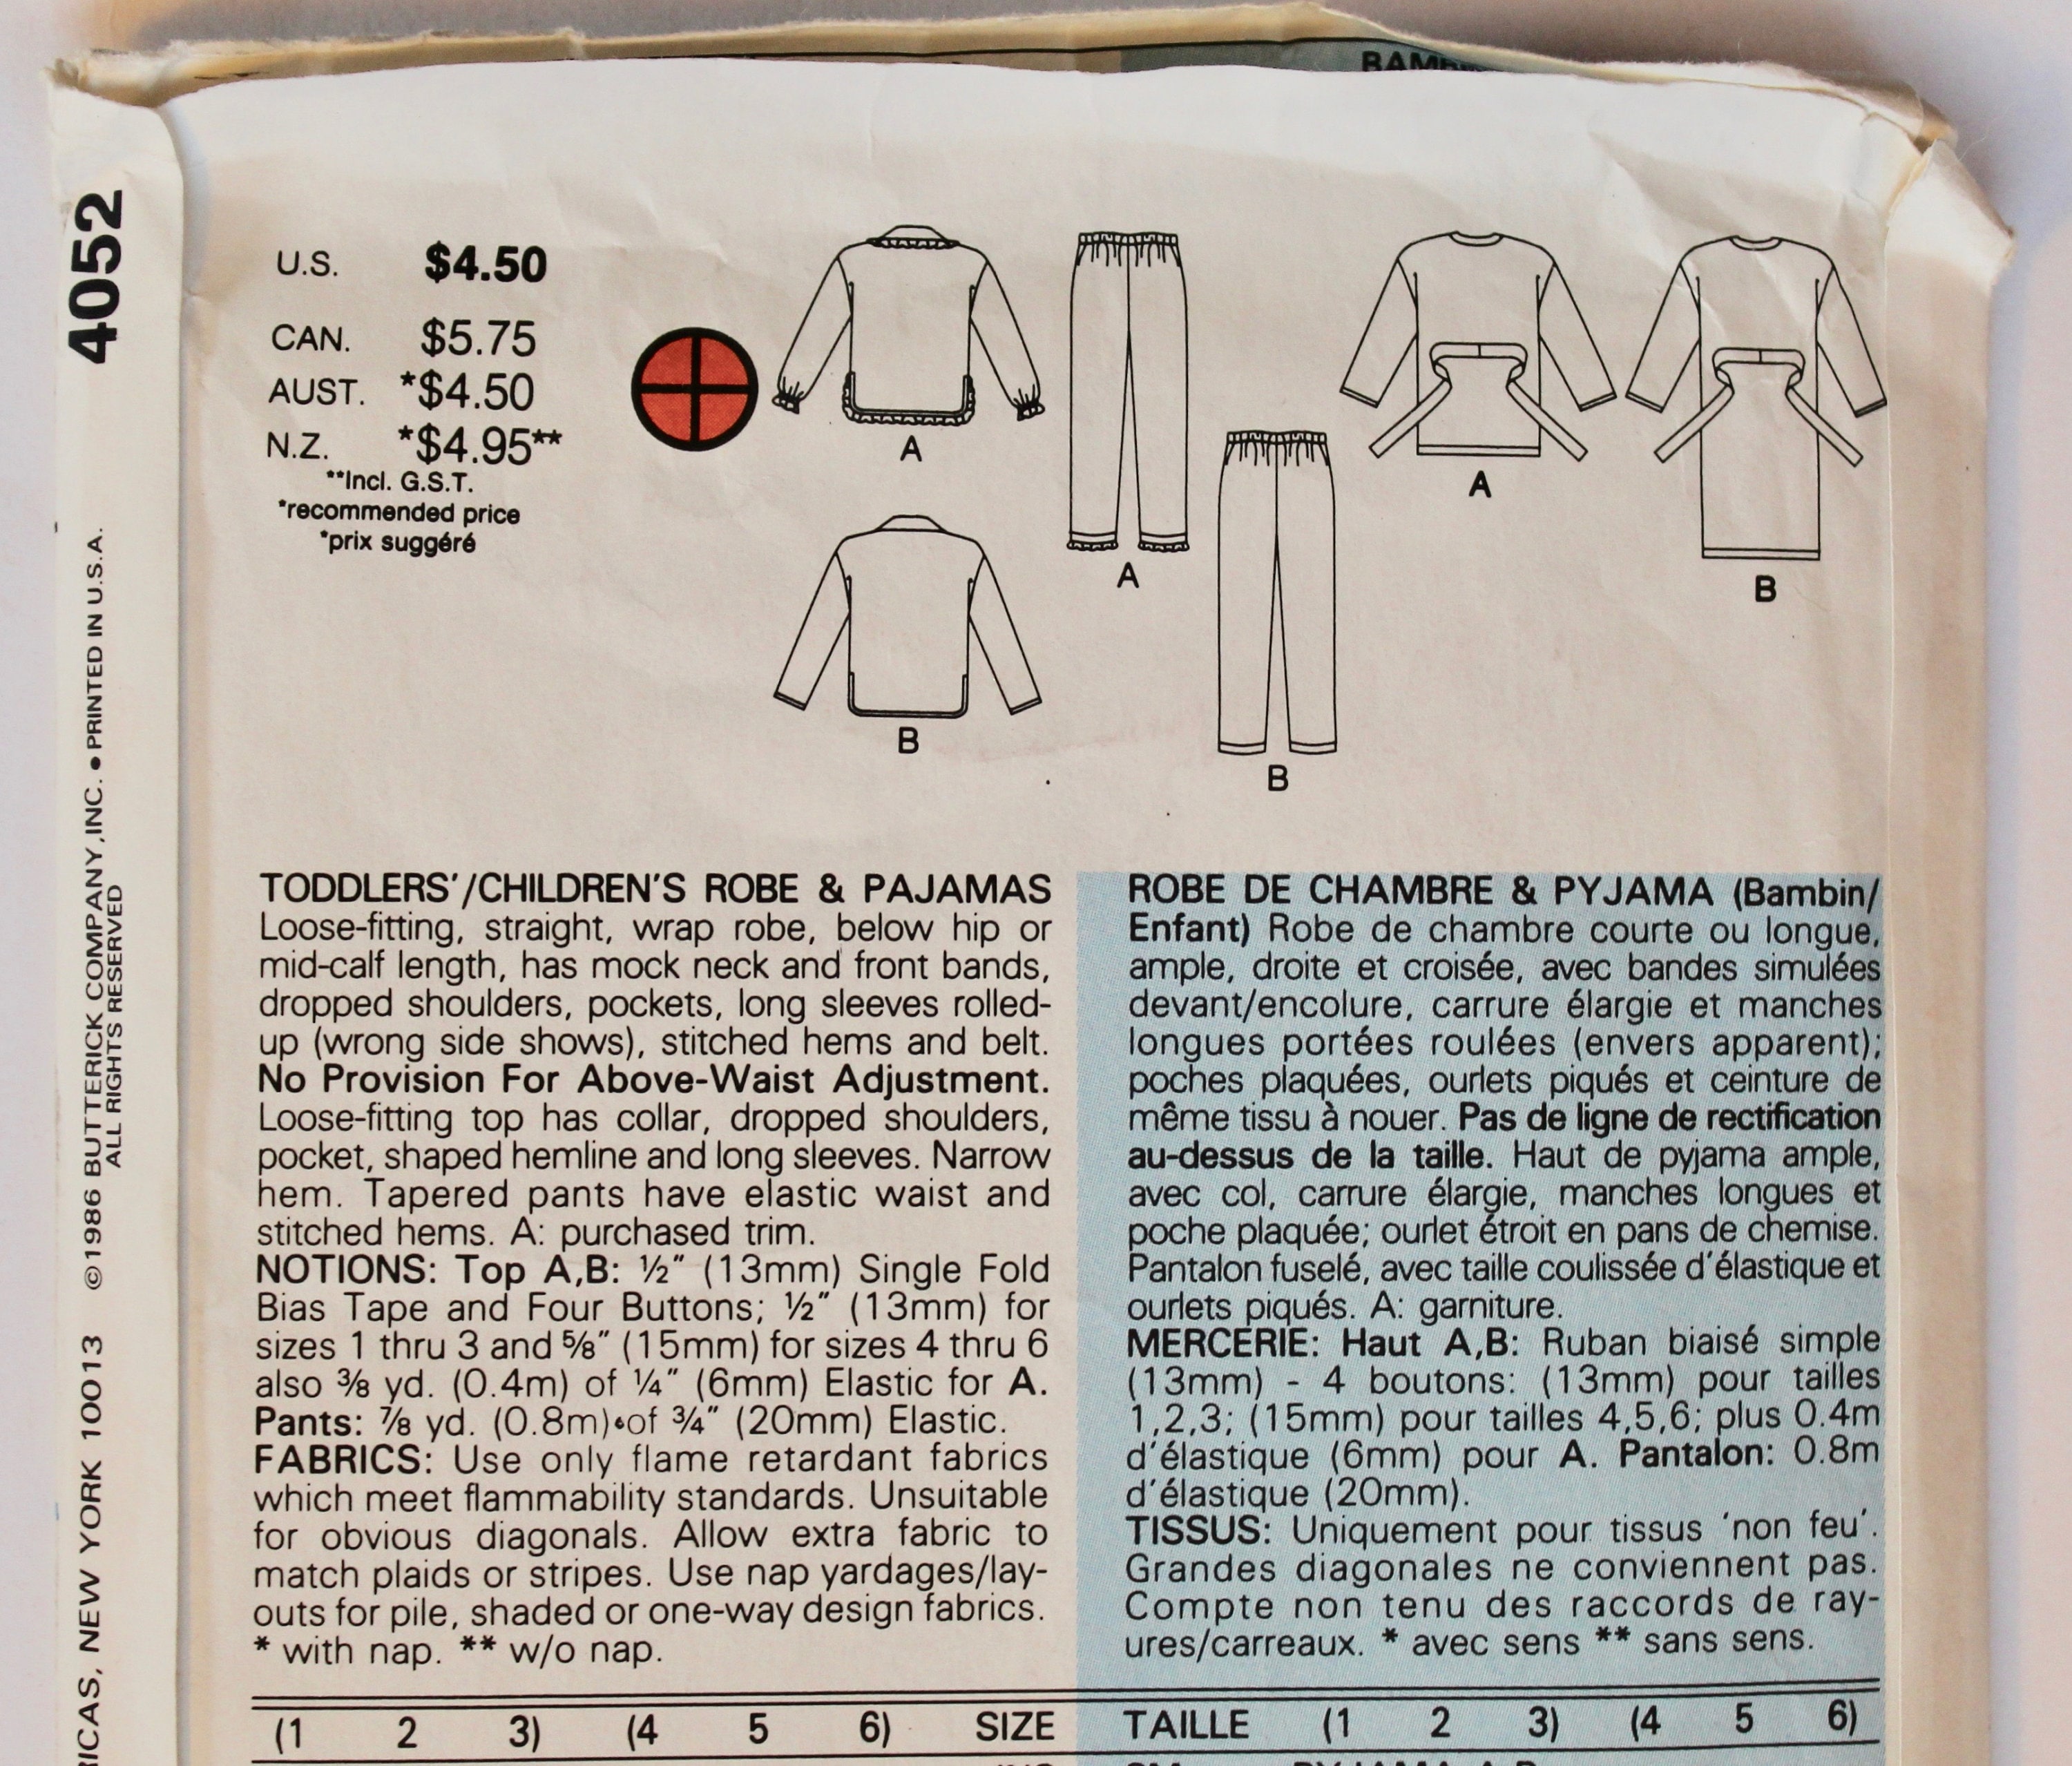 BAMB
4052
©1986 BUTTERICK COMPANY, INC. • PRINTED IN U.S.A.
ALL RIGHTS RESERVED
RICAS, NEW YORK 10013
U.S. $4.50
CAN. $5.75
AUST. *$4.50
N.Z. *$4.95**
**Incl. G.S.T.
*recommended price
*prix suggéré
A
A
A
B
B
B
TODDLERS'/CHILDREN'S ROBE & PAJAMAS
Loose-fitting, straight, wrap robe, below hip or
mid-calf length, has mock neck and front bands,
dropped shoulders, pockets, long sleeves rolled-
up (wrong side shows), stitched hems and belt.
No Provision For Above-Waist Adjustment.
Loose-fitting top has collar, dropped shoulders,
pocket, shaped hemline and long sleeves. Narrow
hem. Tapered pants have elastic waist and
stitched hems. A: purchased trim.
NOTIONS: Top A,B: ½" (13mm) Single Fold
Bias Tape and Four Buttons; ½" (13mm) for
sizes 1 thru 3 and ⅝" (15mm) for sizes 4 thru 6
also ⅜ yd. (0.4m) of ¼" (6mm) Elastic for A.
Pants: ⅞ yd. (0.8m) of ¾" (20mm) Elastic.
FABRICS: Use only flame retardant fabrics
which meet flammability standards. Unsuitable
for obvious diagonals. Allow extra fabric to
match plaids or stripes. Use nap yardages/lay-
outs for pile, shaded or one-way design fabrics.
* with nap. ** w/o nap.
ROBE DE CHAMBRE & PYJAMA (Bambin/
Enfant) Robe de chambre courte ou longue,
ample, droite et croisée, avec bandes simulées
devant/encolure, carrure élargie et manches
longues portées roulées (envers apparent);
poches plaquées, ourlets piqués et ceinture de
même tissu à nouer. Pas de ligne de rectification
au-dessus de la taille. Haut de pyjama ample,
avec col, carrure élargie, manches longues et
poche plaquée; ourlet étroit en pans de chemise.
Pantalon fuselé, avec taille coulissée d'élastique et
ourlets piqués. A: garniture.
MERCERIE: Haut A,B: Ruban biaisé simple
(13mm) - 4 boutons: (13mm) pour tailles
1,2,3; (15mm) pour tailles 4,5,6; plus 0.4m
d'élastique (6mm) pour A. Pantalon: 0.8m
d'élastique (20mm).
TISSUS: Uniquement pour tissus 'non feu'.
Grandes diagonales ne conviennent pas.
Compte non tenu des raccords de ray-
ures/carreaux. * avec sens ** sans sens.
(1 2 3) (4 5 6) SIZE TAILLE (1 2 3) (4 5 6)
PYJAMA A,B